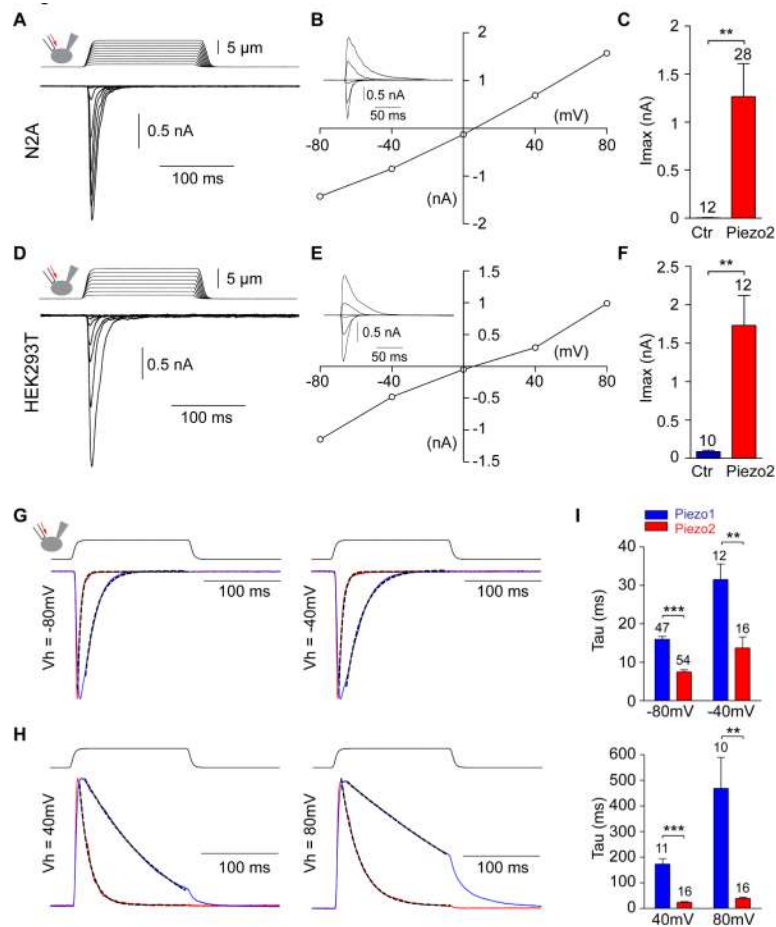 A
5 µm
N2A
0.5 nA
100 ms
B
2
1
0.5 nA
50 ms
(mV)
-80 -40 0 40 80
-1
(nA)
-2
C
**
2
28
1.5
Imax (nA)
1
0.5
12
0
Ctr Piezo2
D
5 µm
HEK293T
0.5 nA
100 ms
E
1.5
1
0.5 nA
0.5
50 ms
(mV)
-80 -40 0 40 80
-0.5
-1
(nA)
-1.5
F
**
2.5
12
2
Imax (nA)
1.5
1
0.5
10
0
Ctr Piezo2
G
Vh = -80mV
100 ms
Vh = -40mV
100 ms
H
Vh = 40mV
100 ms
Vh = 80mV
100 ms
I
Piezo1
Piezo2
40
12
**
30
Tau (ms)
20
***
47
16
10
54
0
-80mV -40mV
**
600
10
500
Tau (ms)
400
300
***
200
11
100
16 16
0
40mV 80mV